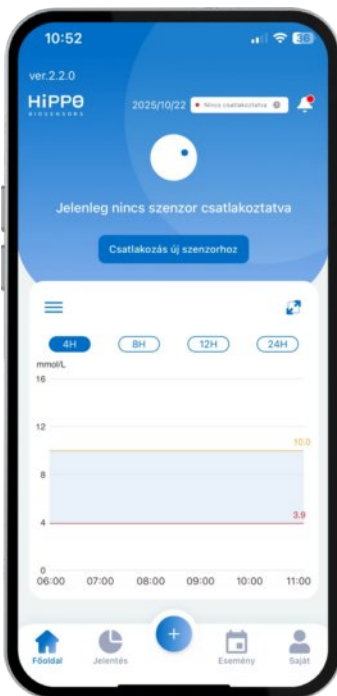 10:52
36
ver.2.2.0
HiPPO
BIOSENSORS
2025/10/22
Nincs csatlakoztatva
Jelenleg nincs szenzor csatlakoztatva
Csatlakozás új szenzorhoz
4H 8H 12H 24H
mmol/L
16
12
10.0
8
3.9
4
0
06:00 07:00 08:00 09:00 10:00 11:00
Főoldal Jelentés + Esemény Saját